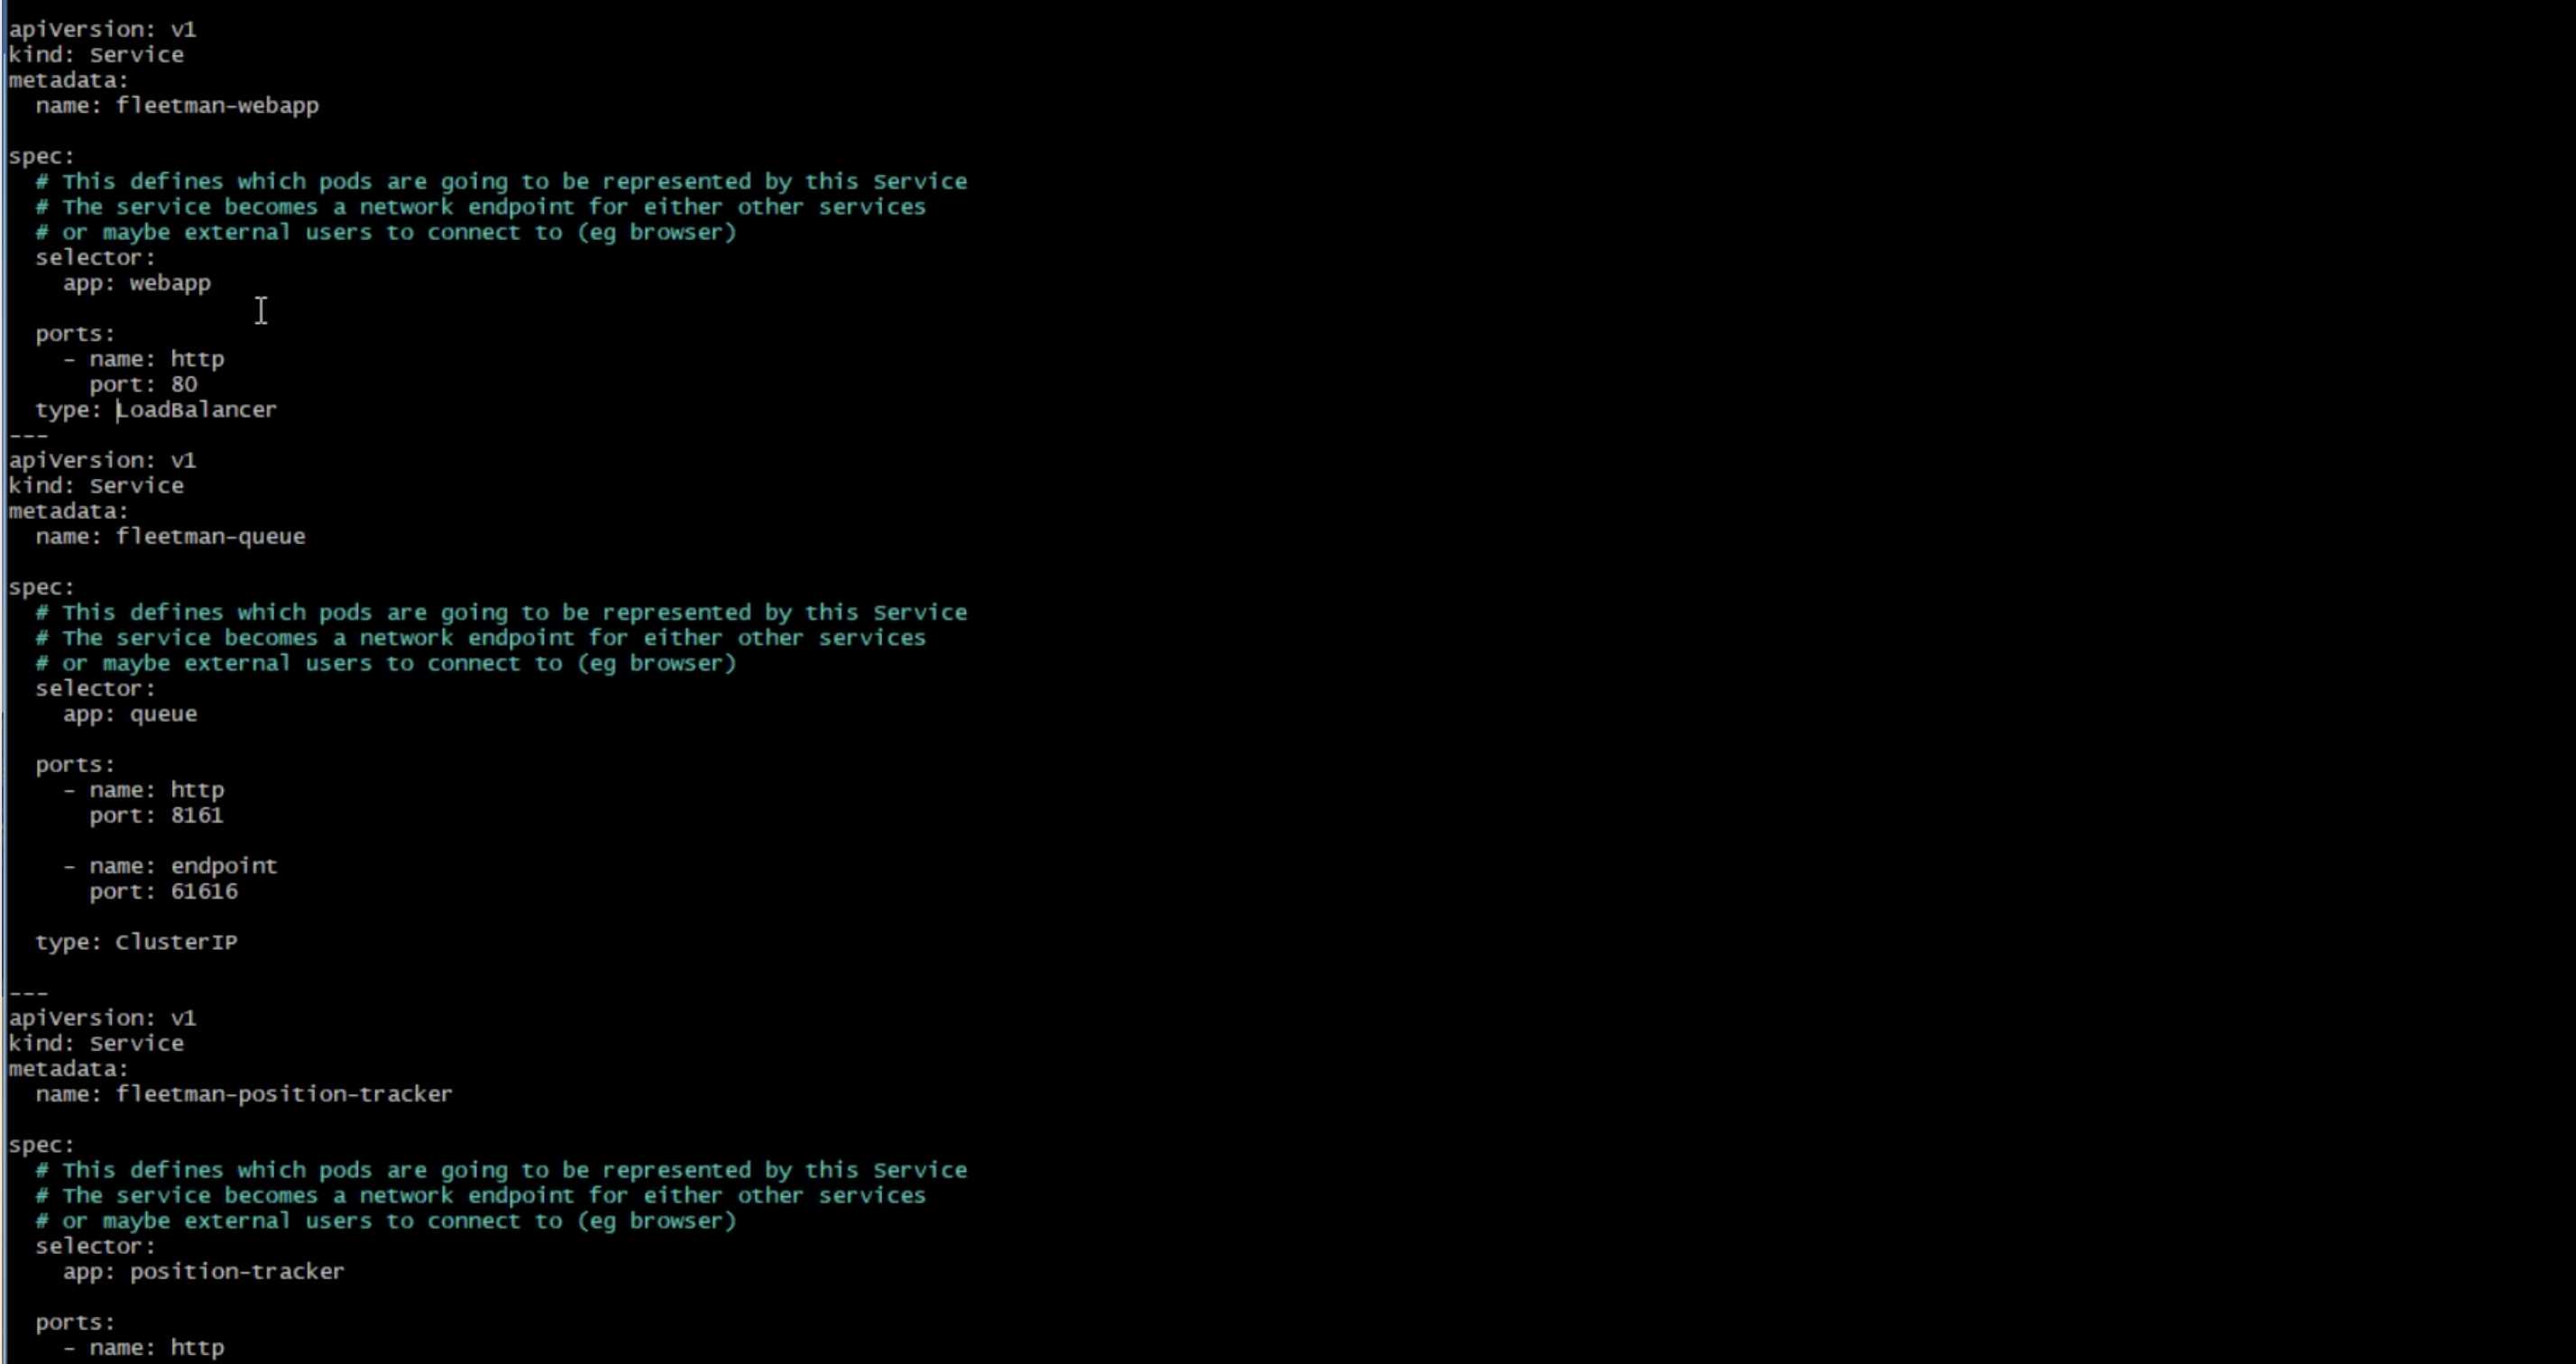 apiVersion: v1
kind: Service
metadata:
  name: fleetman-webapp

spec:
  # This defines which pods are going to be represented by this Service
  # The service becomes a network endpoint for either other services
  # or maybe external users to connect to (eg browser)
  selector:
    app: webapp

  ports:
    - name: http
      port: 80
  type: LoadBalancer
---
apiVersion: v1
kind: Service
metadata:
  name: fleetman-queue

spec:
  # This defines which pods are going to be represented by this Service
  # The service becomes a network endpoint for either other services
  # or maybe external users to connect to (eg browser)
  selector:
    app: queue

  ports:
    - name: http
      port: 8161

    - name: endpoint
      port: 61616

  type: ClusterIP

---
apiVersion: v1
kind: Service
metadata:
  name: fleetman-position-tracker

spec:
  # This defines which pods are going to be represented by this Service
  # The service becomes a network endpoint for either other services
  # or maybe external users to connect to (eg browser)
  selector:
    app: position-tracker

  ports:
    - name: http